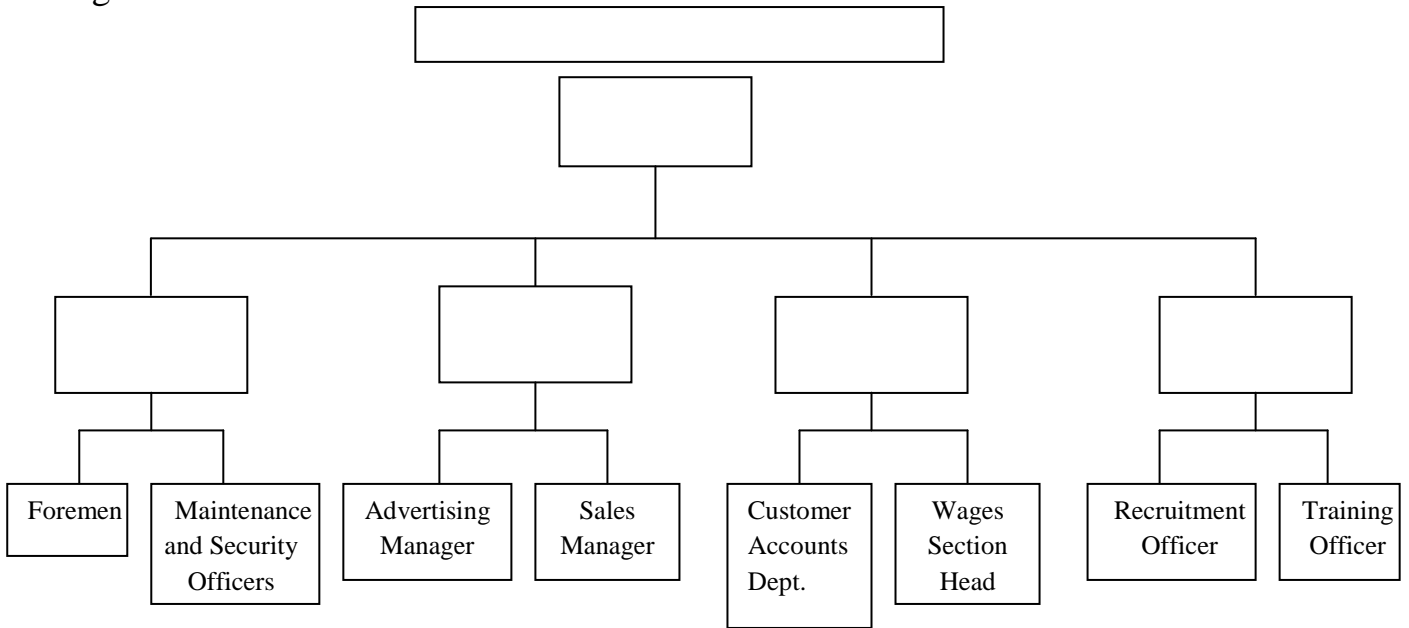 Foremen
Maintenance
and Security
Officers
Advertising
Manager
Sales
Manager
Customer
Accounts
Dept.
Wages
Section
Head
Recruitment
Officer
Training
Officer